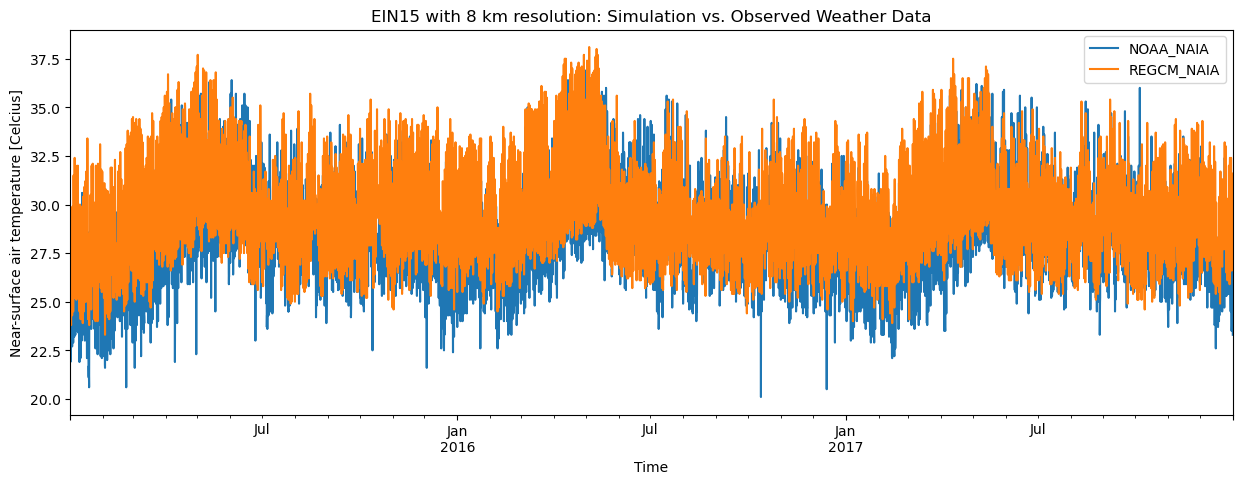 EIN15 with 8 km resolution: Simulation vs. Observed Weather Data
NOAA_NAIA
REGCM_NAIA
Near-surface air temperature [Celcius]
37.5
35.0
32.5
30.0
27.5
25.0
22.5
20.0
Jul
Jan
2016
Jul
Jan
2017
Jul
Time